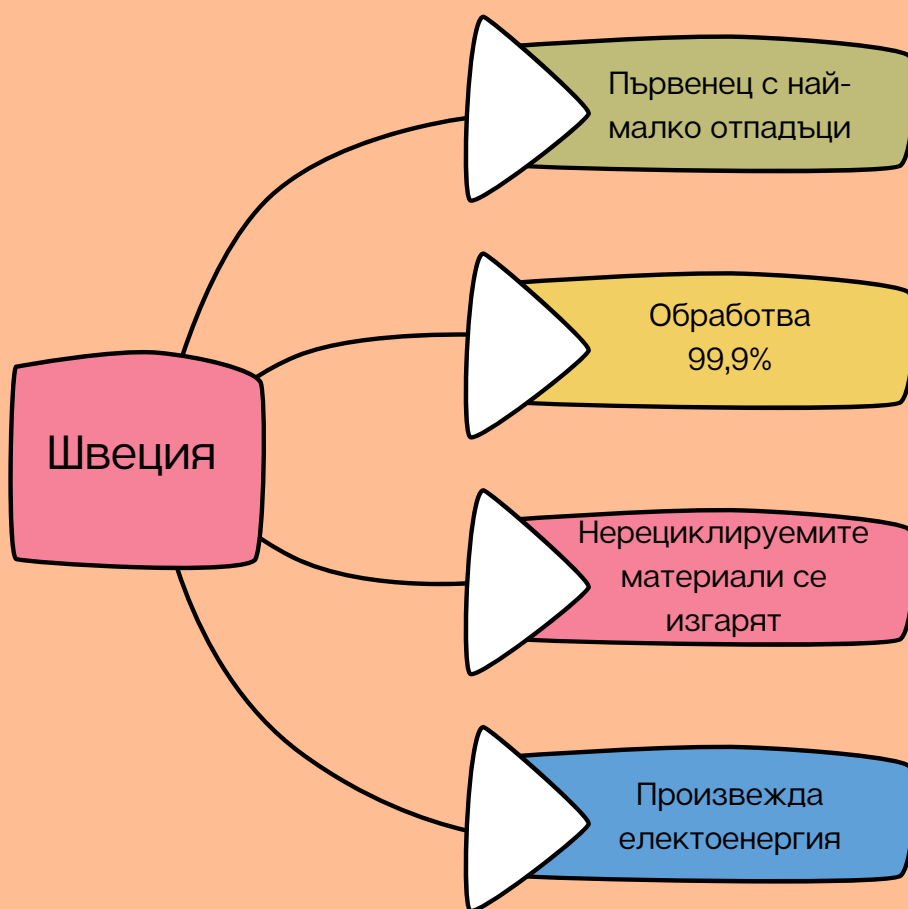 Първенец с най-
малко отпадъци
Обработва
99,9%
Швеция
Нерециклируемите
материали се
изгарят
Произвежда
електоенергия